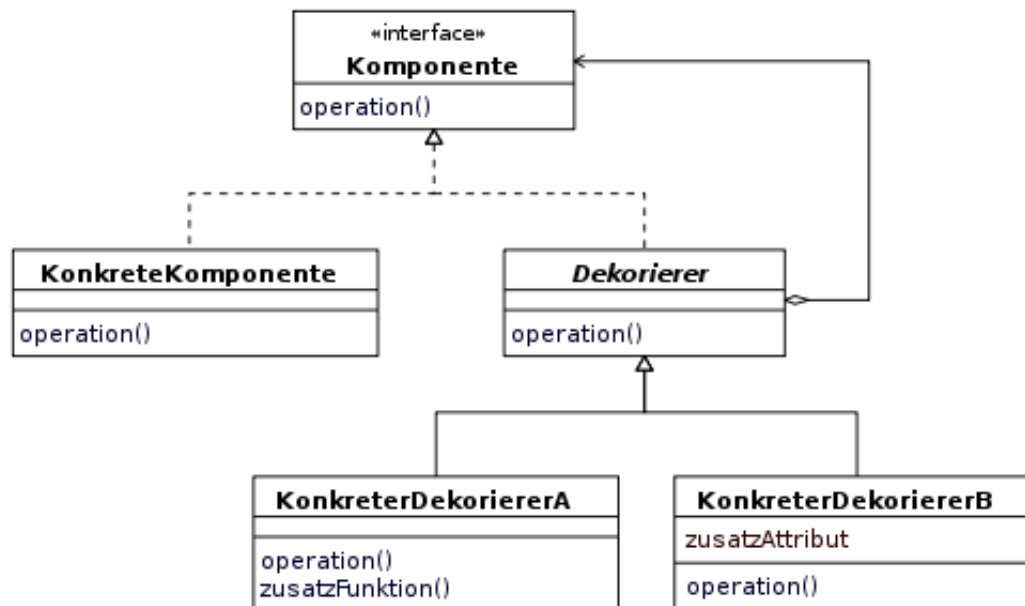 «interface»
Komponente
operation()
KonkreteKomponente
operation()
Dekorierer
operation()
KonkreterDekoriererA
operation()
zusatzFunktion()
KonkreterDekoriererB
zusatzAttribut
operation()